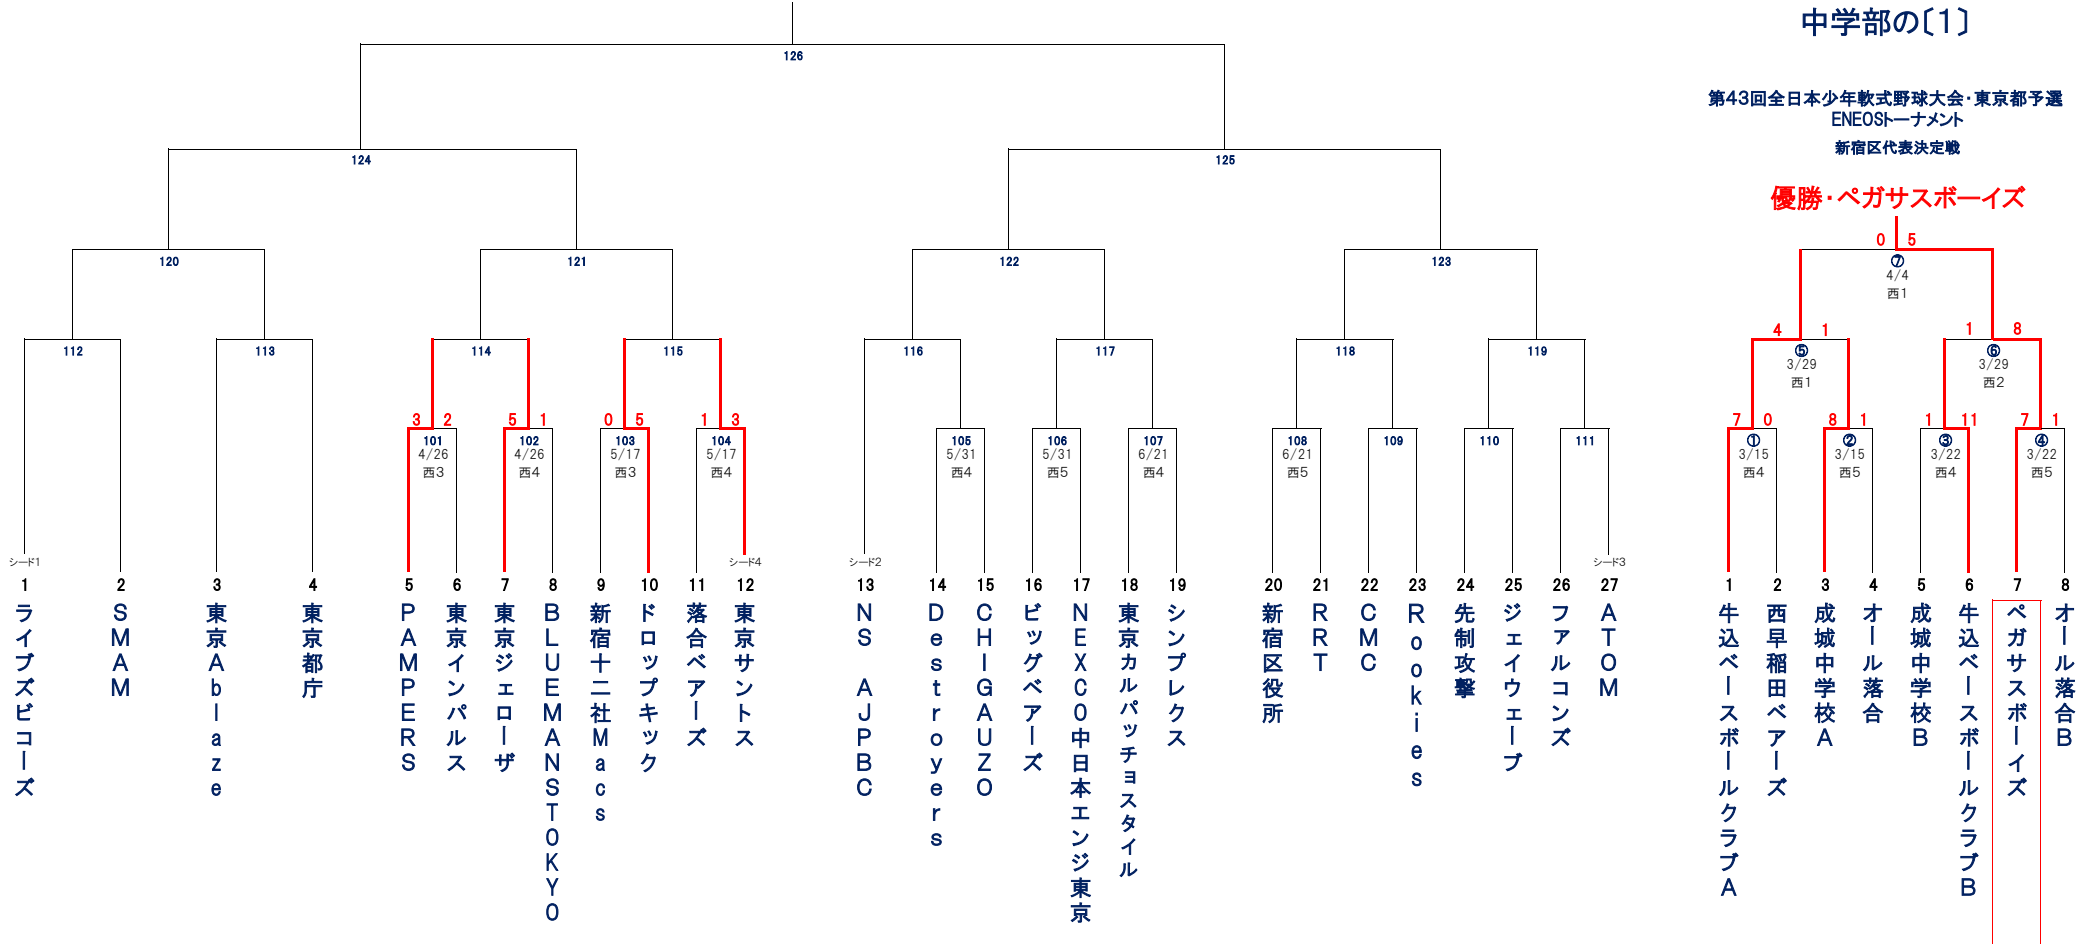 中学部の〔1〕
第43回全日本少年軟式野球大会・東京都予選
ENEOSトーナメント
新宿区代表決定戦
優勝・ペガサスボーイズ
126
124
125
120
121
122
123
112
113
114
115
116
117
118
119
3 2
101
4/26
西3
5 1
102
4/26
西4
0 5
103
5/17
西3
1 3
104
5/17
西4
105
5/31
西4
106
5/31
西5
107
6/21
西4
108
6/21
西5
109
110
111
シード1
シード4
シード2
シード3
1 ライブズビコーズ
2 SMAM
3 東京Ablaze
4 東京都庁
5 PAMPERS
6 東京インパルス
7 東京ジェローザ
8 BLUEMANSTOKYO
9 新宿十二社Macs
10 ドロップキック
11 落合ベアーズ
12 東京サントス
13 NS AJPBC
14 Destroyers
15 CHIGAUZO
16 ビッグベアーズ
17 NEXCO中日本エンジ東京
18 東京カルパッチョスタイル
19 シンプレクス
20 新宿区役所
21 RRT
22 CMC
23 Rookies
24 先制攻撃
25 ジェイウェーブ
26 ファルコンズ
27 ATOM
0 5
⑦
4/4
西1
4 1
⑤
3/29
西1
1 8
⑥
3/29
西2
7 0
①
3/15
西4
8 1
②
3/15
西5
1 11
③
3/22
西4
7 1
④
3/22
西5
1 牛込ベースボールクラブA
2 西早稲田ベアーズ
3 成城中学校A
4 オール落合
5 成城中学校B
6 牛込ベースボールクラブB
7 ペガサスボーイズ
8 オール落合B